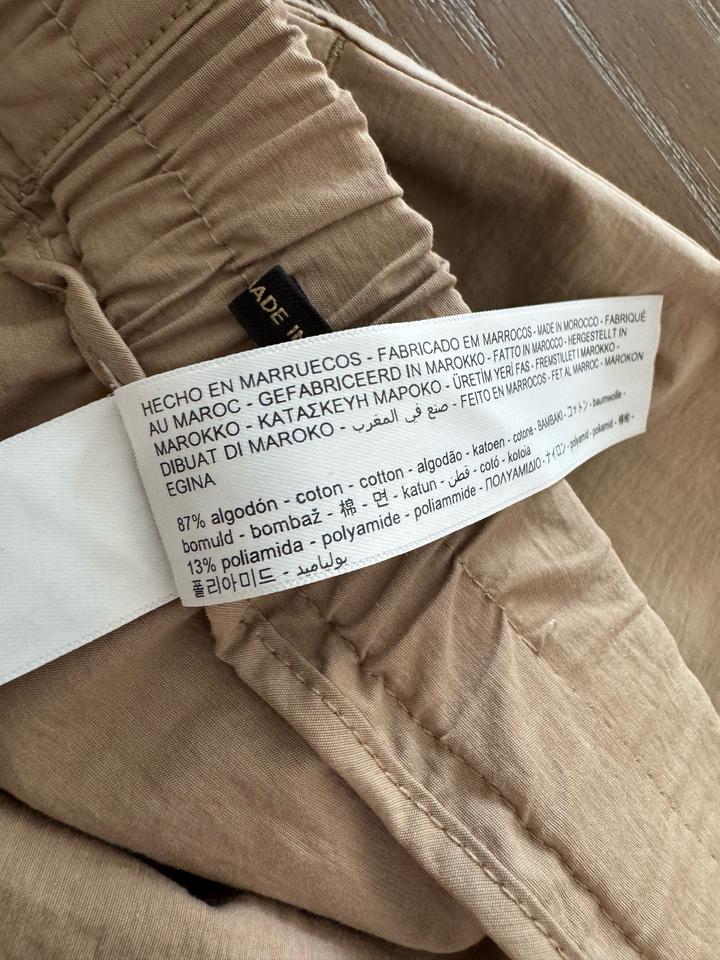 ADE IN
HECHO EN MARRUECOS - FABRICADO EM MARROCOS - MADE IN MOROCCO - FABRIQUÉ
AU MAROC - GEFABRICEERD IN MAROKKO - FATTO IN MAROCCO - HERGESTELLT IN
MAROKKO - ΚΑΤΑΣΚΕΥΗ ΜΑΡΟΚΟ - ÜRETİM YERİ FAS - FREMSTILLET I MAROKKO -
DIBUAT DI MAROKO - صنع في المغرب - FEITO EN MARROCOS - FET AL MARROC - MAROKON
EGINA
87% algodón - coton - cotton - algodão - katoen - cotone - ΒΑΜΒΑΚΙ - コットン - baumwolle -
bomuld - bombaž - 棉 - 면 - katun - قطن - cotó - kotoia
13% poliamida - polyamide - poliammide - ΠΟΛΥΑΜΙΔΙΟ - ナイロン - polyamid - poliamid -
폴리아미드 - بولياميد